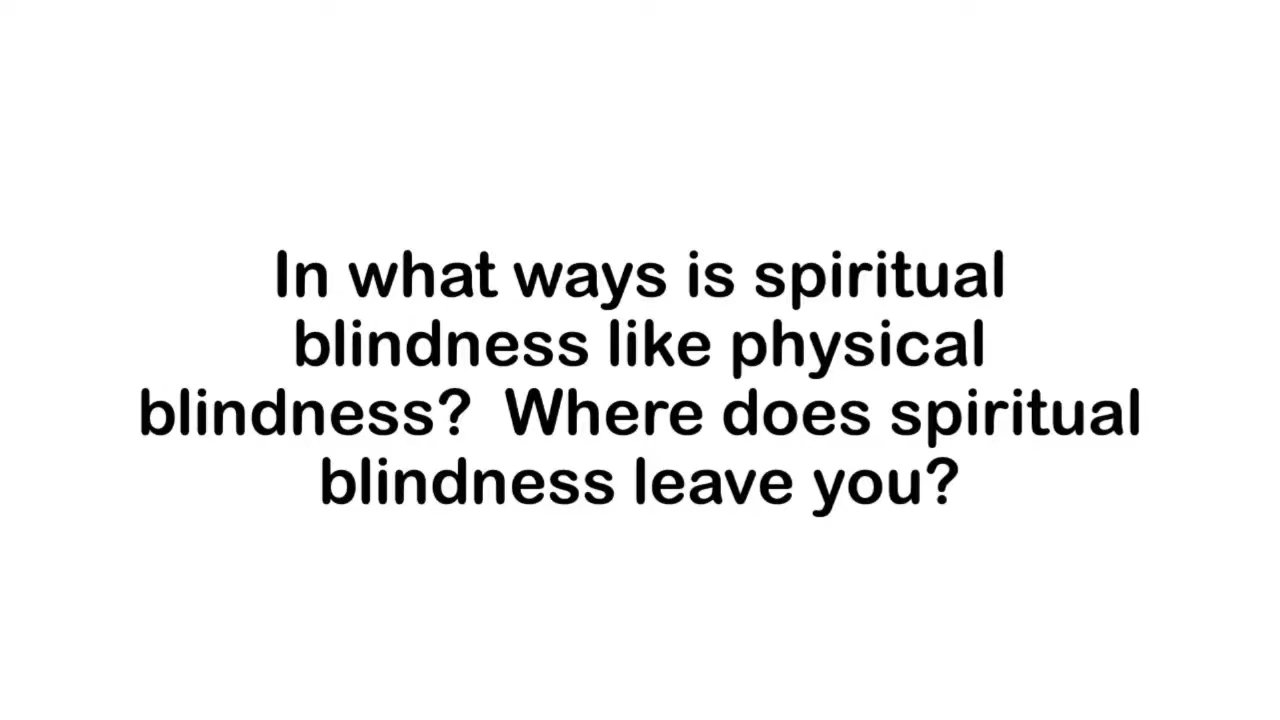 In what ways is spiritual
blindness like physical
blindness?  Where does spiritual
blindness leave you?